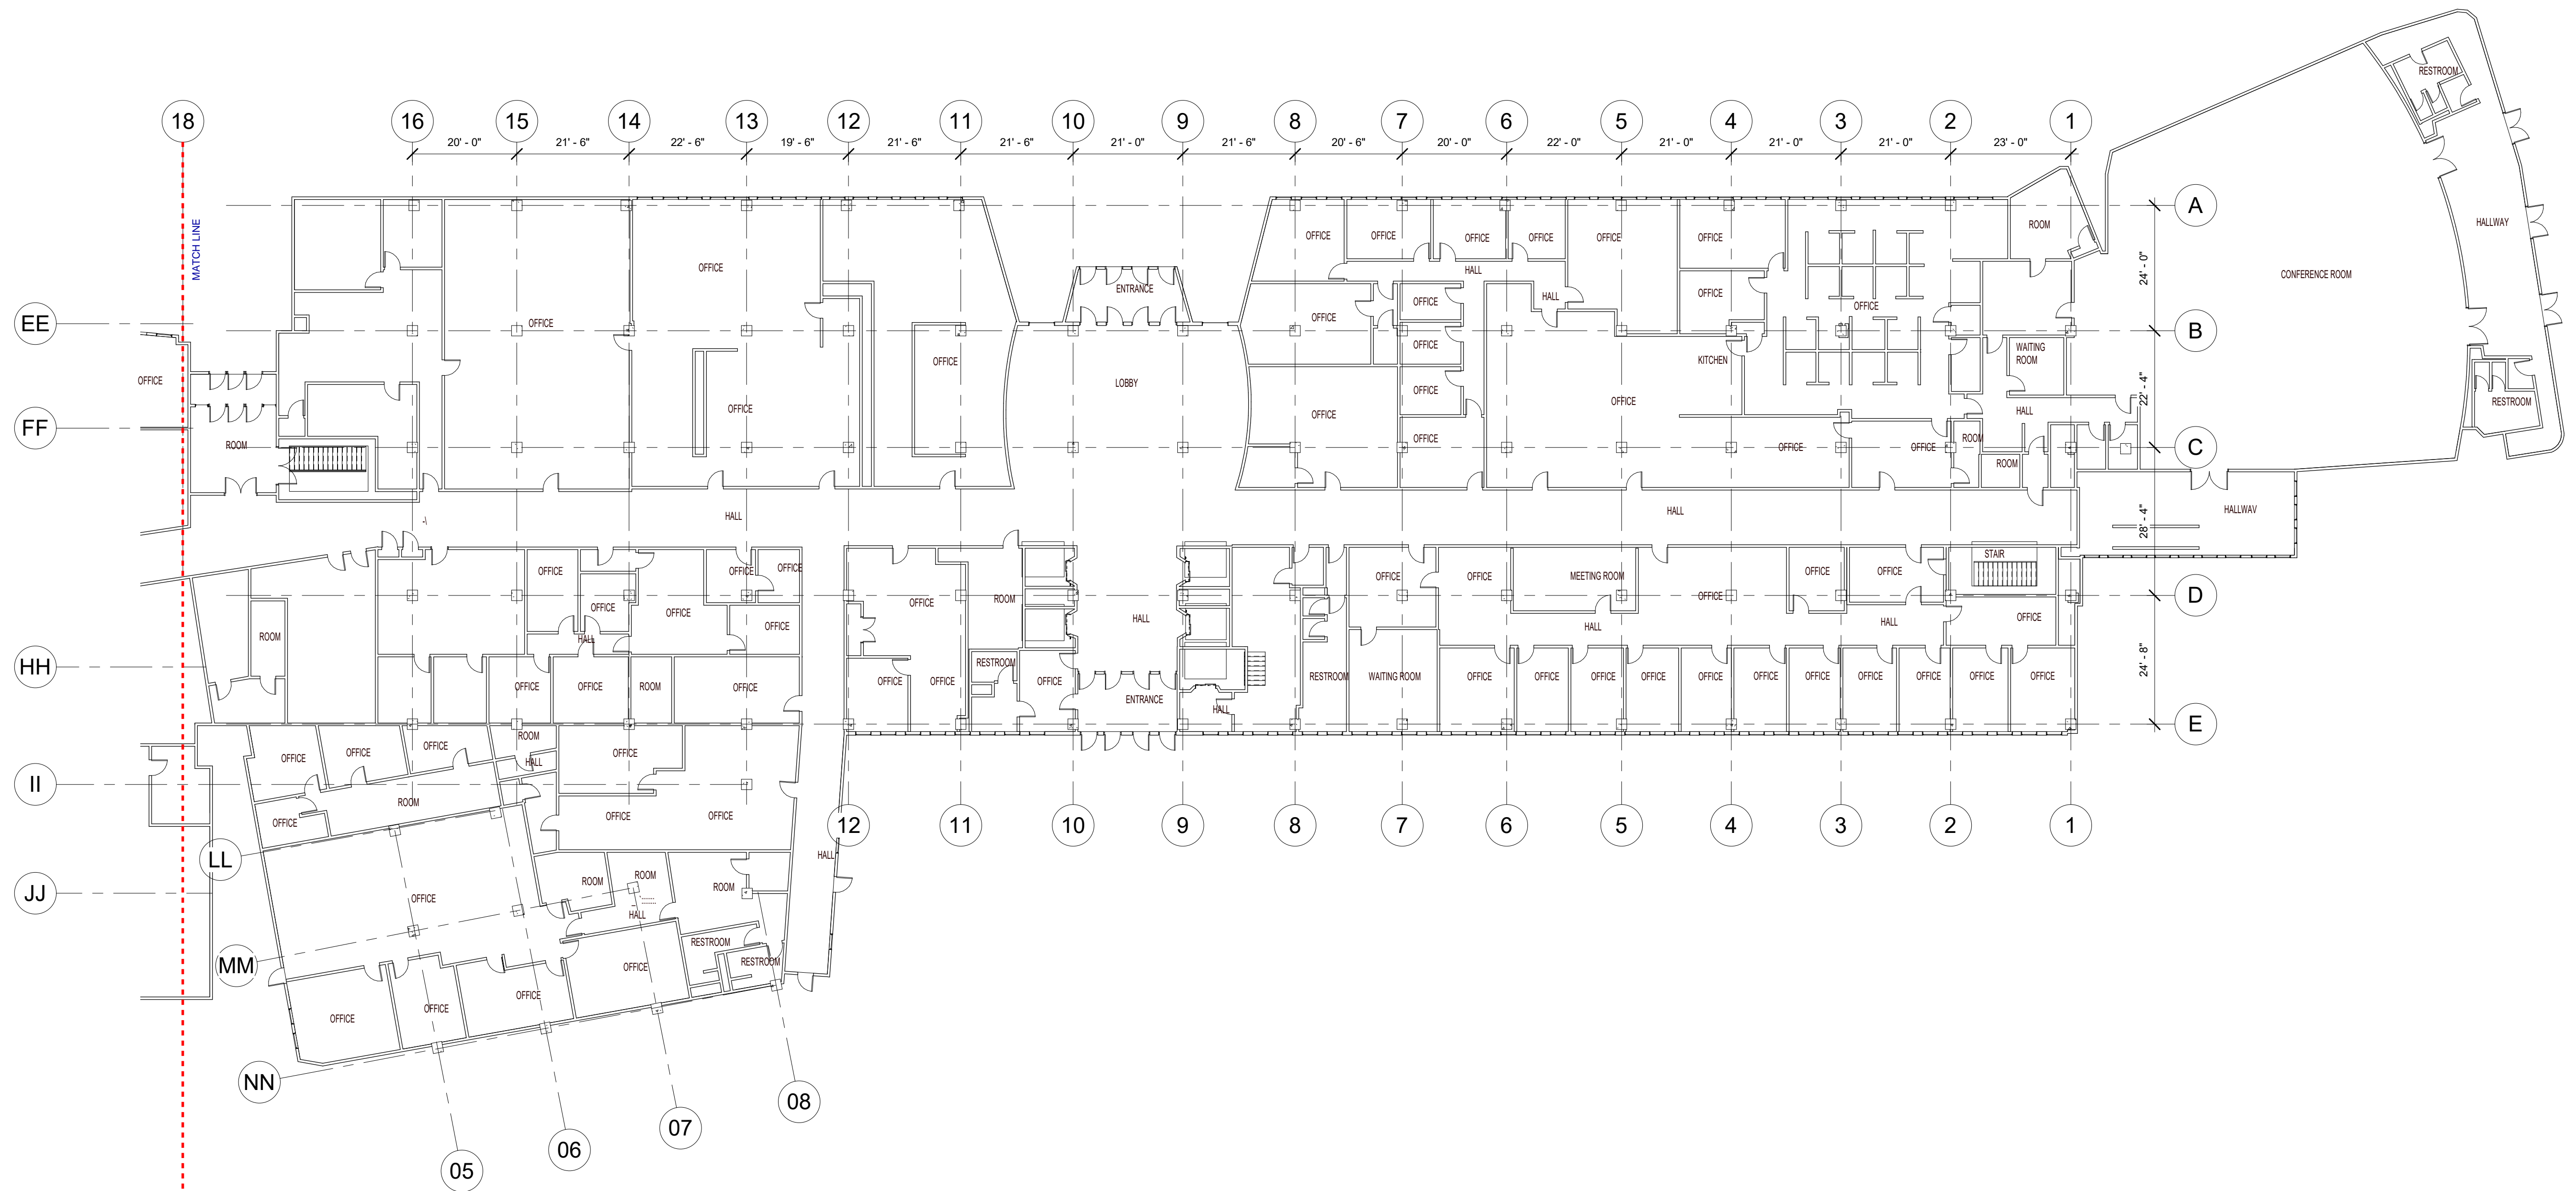 RESTROOM
18
16
15
14
13
12
11
10
9
8
7
6
5
4
3
2
1
20' - 0"
21' - 6"
22' - 6"
19' - 6"
21' - 6"
21' - 6"
21' - 0"
21' - 6"
20' - 6"
20' - 0"
22' - 0"
21' - 0"
21' - 0"
21' - 0"
23' - 0"
A
MATCH LINE
ROOM
HALLWAY
OFFICE
OFFICE
OFFICE
OFFICE
OFFICE
OFFICE
OFFICE
HALL
24' - 0"
CONFERENCE ROOM
ENTRANCE
HALL
OFFICE
OFFICE
OFFICE
EE
OFFICE
OFFICE
B
OFFICE
OFFICE
KITCHEN
WAITING
ROOM
OFFICE
LOBBY
OFFICE
22' - 4"
OFFICE
OFFICE
OFFICE
HALL
RESTROOM
FF
ROOM
OFFICE
OFFICE
OFFICE
ROOM
C
ROOM
HALL
HALL
HALLWAV
28' - 4"
STAIR
OFFICE
OFFICE
OFFICE
OFFICE
OFFICE
MEETING ROOM
OFFICE
OFFICE
OFFICE
OFFICE
OFFICE
ROOM
OFFICE
D
ROOM
HALL
OFFICE
HALL
HALL
HALL
OFFICE
HH
OFFICE
OFFICE
ROOM
OFFICE
OFFICE
OFFICE
RESTROOM
OFFICE
ENTRANCE
HALL
RESTROOM
WAITING ROOM
OFFICE
OFFICE
OFFICE
OFFICE
OFFICE
OFFICE
OFFICE
OFFICE
OFFICE
OFFICE
OFFICE
24' - 8"
E
OFFICE
OFFICE
OFFICE
ROOM
HALL
OFFICE
II
ROOM
OFFICE
OFFICE
OFFICE
12
11
10
9
8
7
6
5
4
3
2
1
LL
HALL
JJ
OFFICE
ROOM
ROOM
ROOM
HALL
MM
RESTROOM
RESTROOM
OFFICE
OFFICE
OFFICE
OFFICE
NN
05
06
07
08